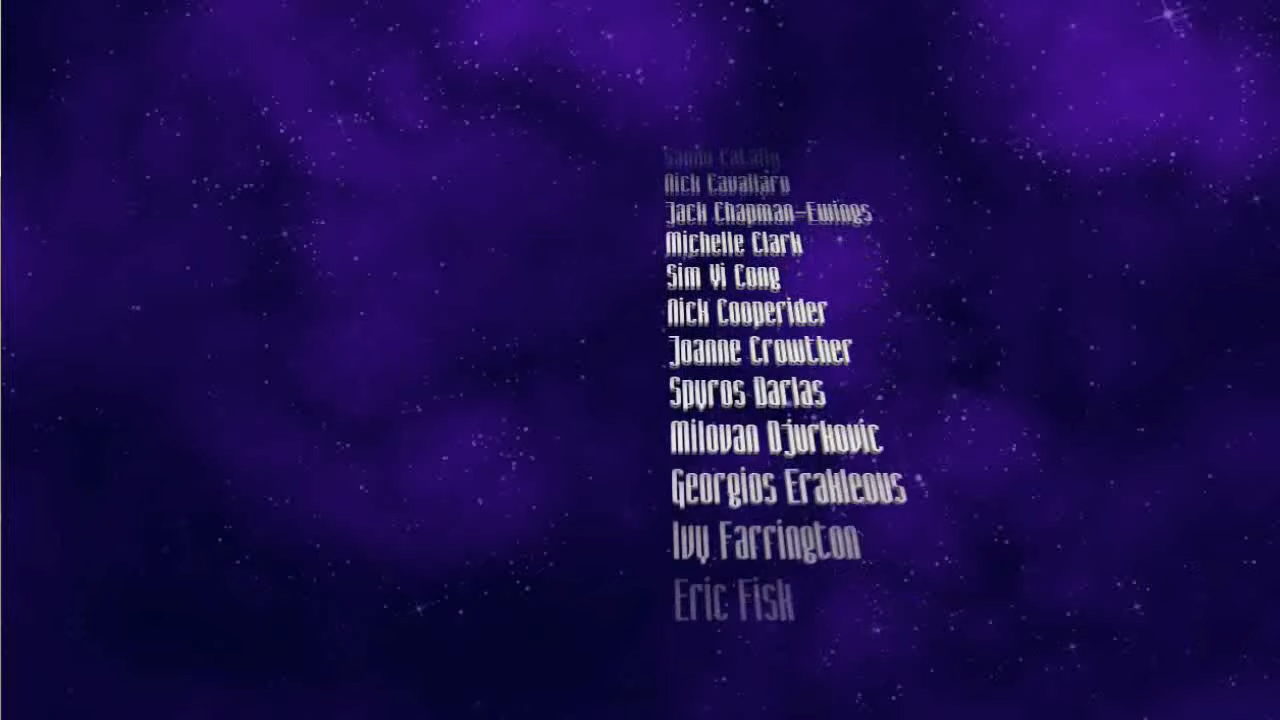 Nick Cavallaro
Jack Chapman-Ewings
Michelle Clark
Sim Yi Cong
Nick Cooperider
Joanne Crowther
Spyros Darlas
Milovan Djurkovic
Georgios Erakleous
Ivy Farrington
Eric Fisk